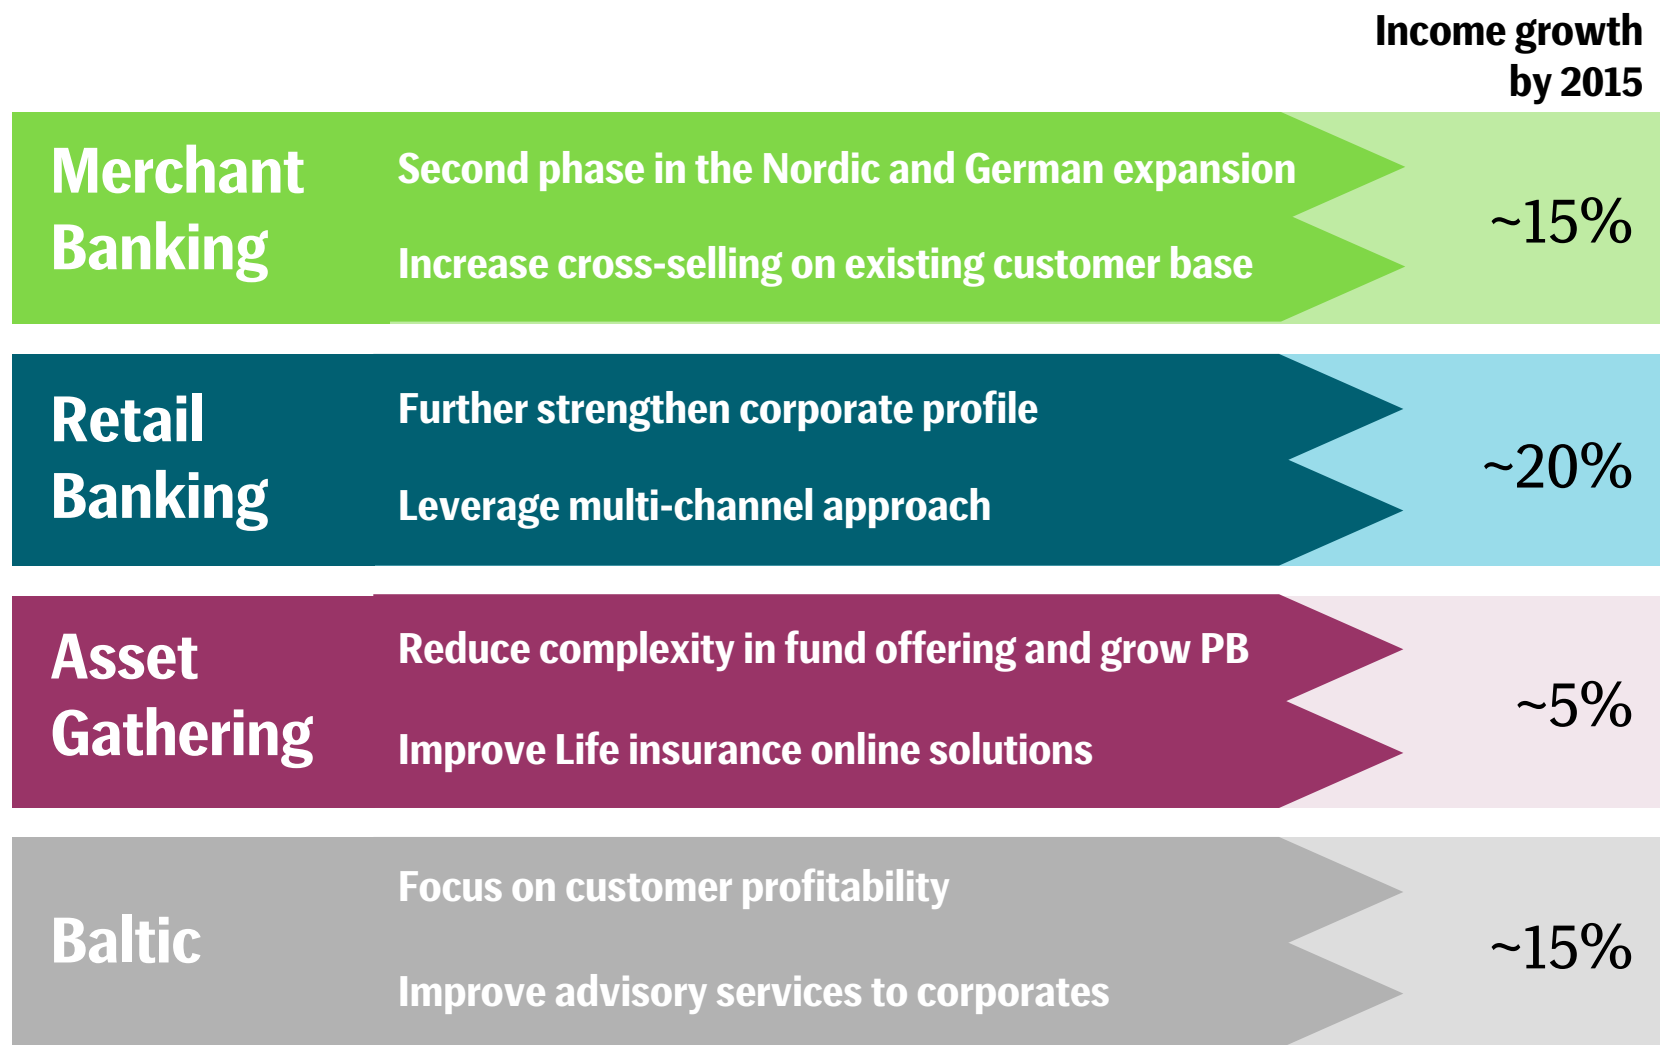 Income growth
by 2015
Merchant
Banking
Second phase in the Nordic and German expansion
Increase cross-selling on existing customer base
~15%
Retail
Banking
Further strengthen corporate profile
Leverage multi-channel approach
~20%
Asset
Gathering
Reduce complexity in fund offering and grow PB
Improve Life insurance online solutions
~5%
Baltic
Focus on customer profitability
Improve advisory services to corporates
~15%